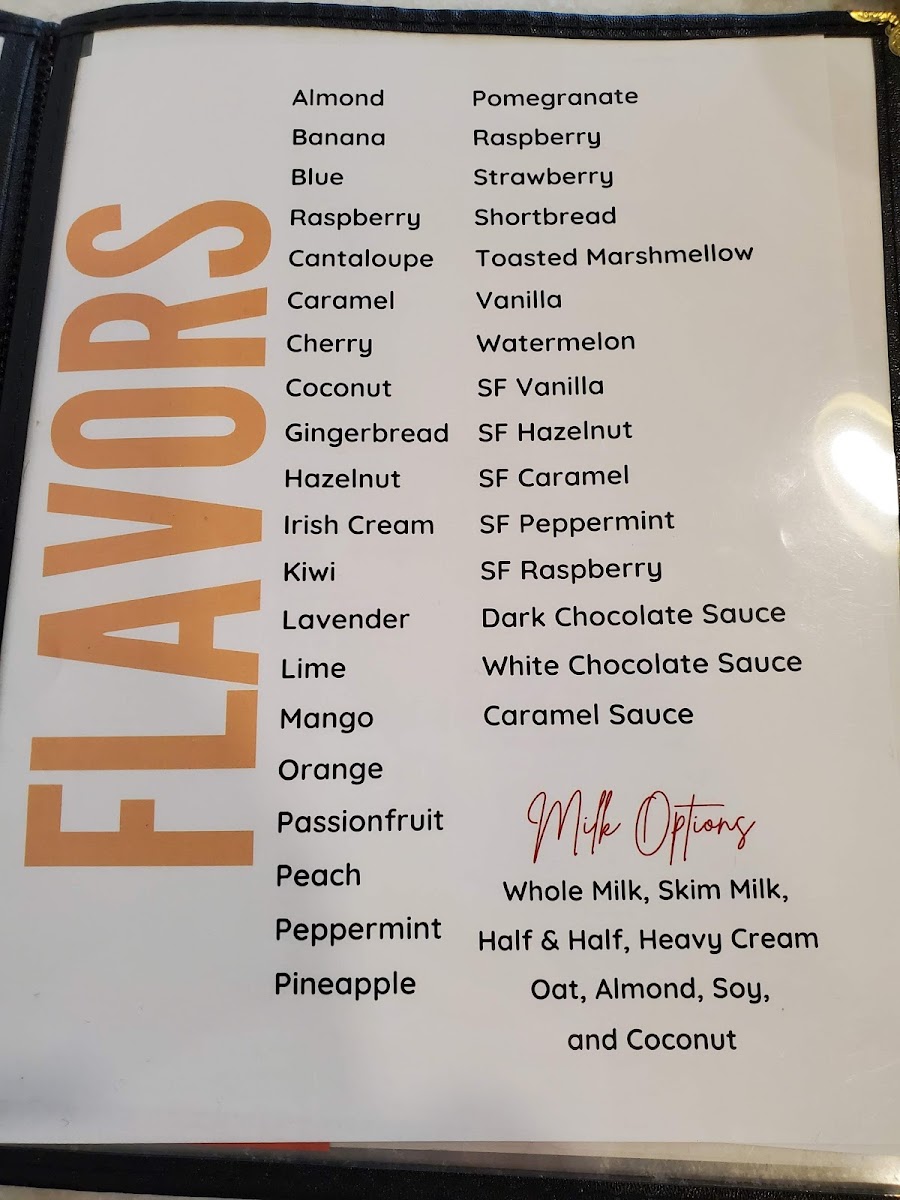 FLAVORS
Almond
Banana
Blue
Raspberry
Cantaloupe
Caramel
Cherry
Coconut
Gingerbread
Hazelnut
Irish Cream
Kiwi
Lavender
Lime
Mango
Orange
Passionfruit
Peach
Peppermint
Pineapple
Pomegranate
Raspberry
Strawberry
Shortbread
Toasted Marshmellow
Vanilla
Watermelon
SF Vanilla
SF Hazelnut
SF Caramel
SF Peppermint
SF Raspberry
Dark Chocolate Sauce
White Chocolate Sauce
Caramel Sauce
Milk Options
Whole Milk, Skim Milk,
Half & Half, Heavy Cream
Oat, Almond, Soy,
and Coconut